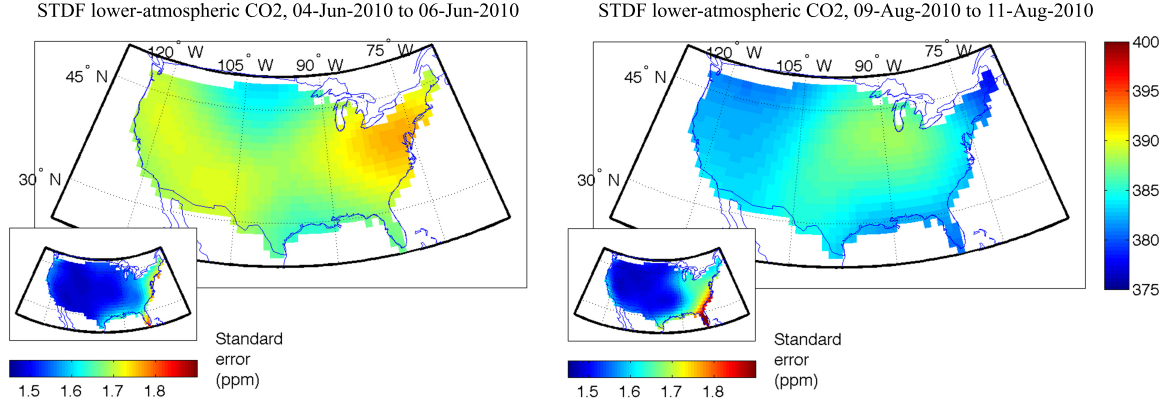 STDF lower-atmospheric CO2, 04-Jun-2010 to 06-Jun-2010
120° W
105° W
90° W
75° W
45° N
30° N
Standard
error
(ppm)
1.5 1.6 1.7 1.8
STDF lower-atmospheric CO2, 09-Aug-2010 to 11-Aug-2010
120° W
105° W
90° W
75° W
45° N
30° N
Standard
error
(ppm)
1.5 1.6 1.7 1.8
400
395
390
385
380
375